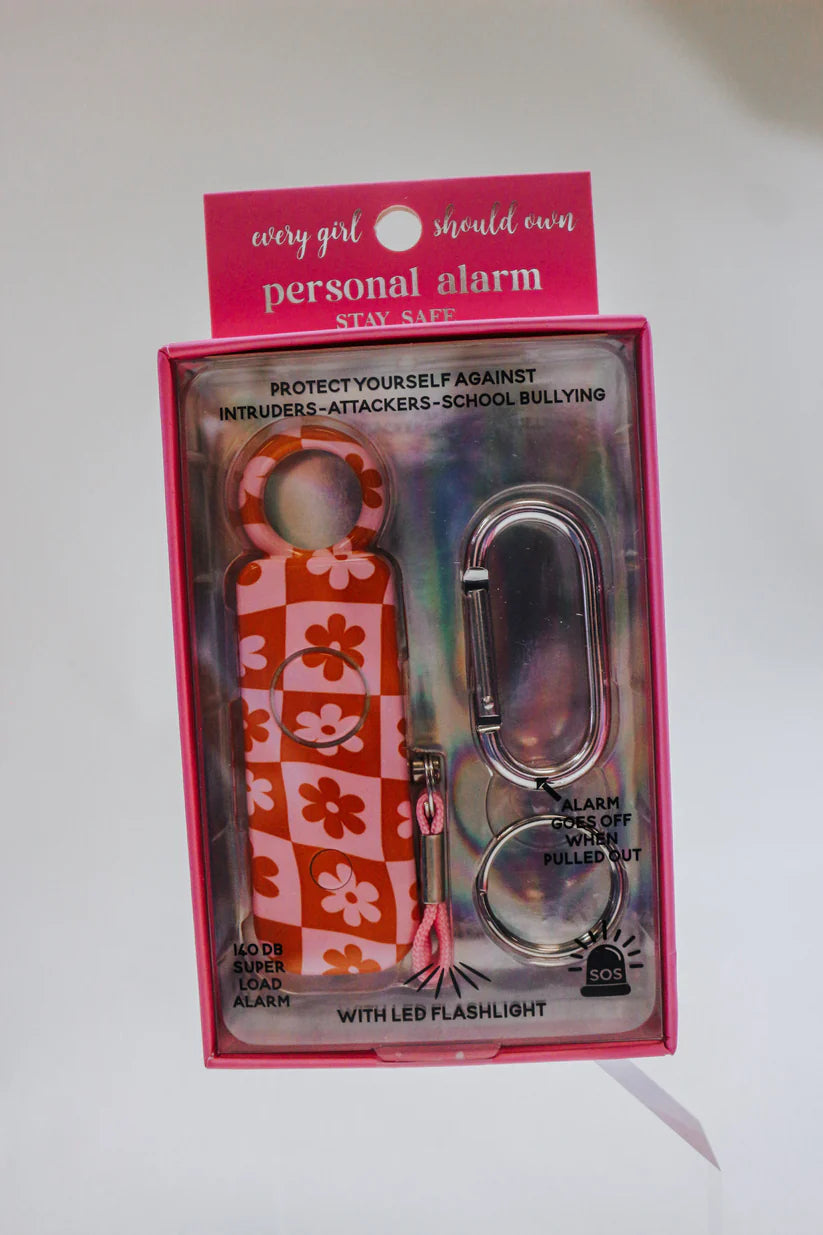 every girl should own
personal alarm
STAY SAFE
PROTECT YOURSELF AGAINST
INTRUDERS-ATTACKERS-SCHOOL BULLYING
ALARM
GOES OFF
WHEN
PULLED OUT
140 DB
SUPER
LOAD
ALARM
WITH LED FLASHLIGHT
SOS